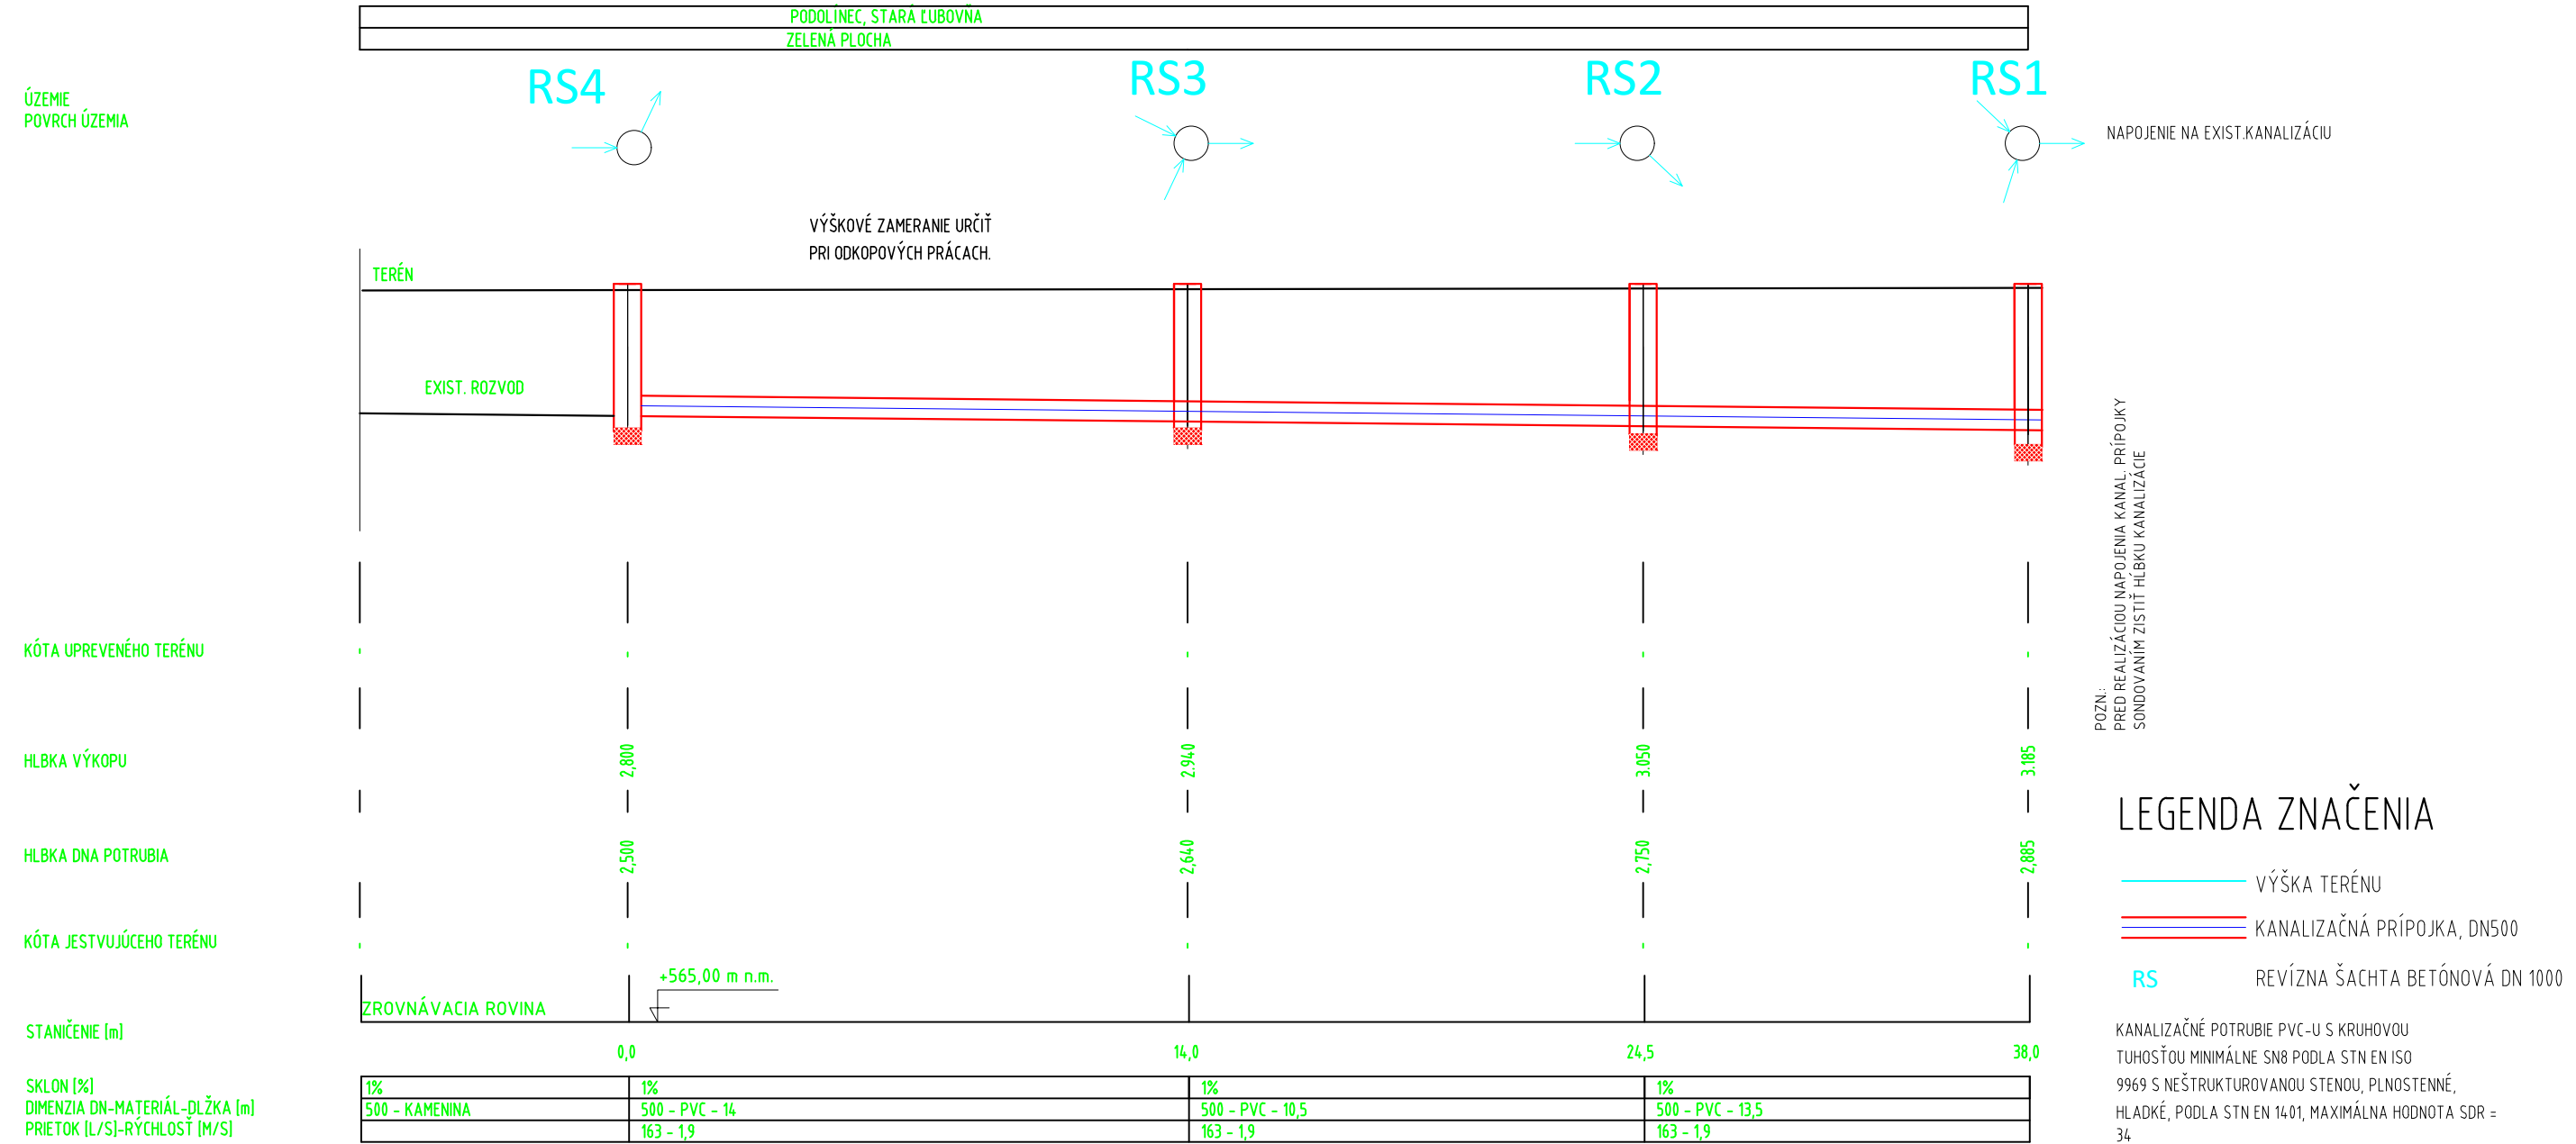 PODOLÍNEC, STARÁ ĽUBOVŇA
ZELENÁ PLOCHA
ÚZEMIE
POVRCH ÚZEMIA
RS4
RS3
RS2
RS1
NAPOJENIE NA EXIST.KANALIZÁCIU
VÝŠKOVÉ ZAMERANIE URČIŤ
PRI ODKOPOVÝCH PRÁCACH.
TERÉN
EXIST. ROZVOD
POZN.:
PRED REALIZÁCIOU NAPOJENIA KANAL. PRÍPOJKY
SONDOVANÍM ZISTIŤ HĹBKU KANALIZÁCIE
KÓTA UPREVENÉHO TERÉNU
- - - - -
HLBKA VÝKOPU
2,800
2.940
3.050
3.185
HLBKA DNA POTRUBIA
2,500
2,640
2,750
2,885
KÓTA JESTVUJÚCEHO TERÉNU
- - - - -
+565,00 m n.m.
ZROVNÁVACIA ROVINA
STANIČENIE [m]
0,0
14,0
24,5
38,0
SKLON [%]
1%
1%
1%
1%
DIMENZIA DN-MATERIÁL-DLŽKA [m]
500 - KAMENINA
500 - PVC - 14
500 - PVC - 10,5
500 - PVC - 13,5
PRIETOK [L/S]-RÝCHLOSŤ [M/S]
163 - 1,9
163 - 1,9
163 - 1,9
LEGENDA ZNAČENIA
VÝŠKA TERÉNU
KANALIZAČNÁ PRÍPOJKA, DN500
RS REVÍZNA ŠACHTA BETÓNOVÁ DN 1000
KANALIZAČNÉ POTRUBIE PVC-U S KRUHOVOU
TUHOSŤOU MINIMÁLNE SN8 PODLA STN EN ISO
9969 S NEŠTRUKTUROVANOU STENOU, PLNOSTENNÉ,
HLADKÉ, PODLA STN EN 1401, MAXIMÁLNA HODNOTA SDR =
34